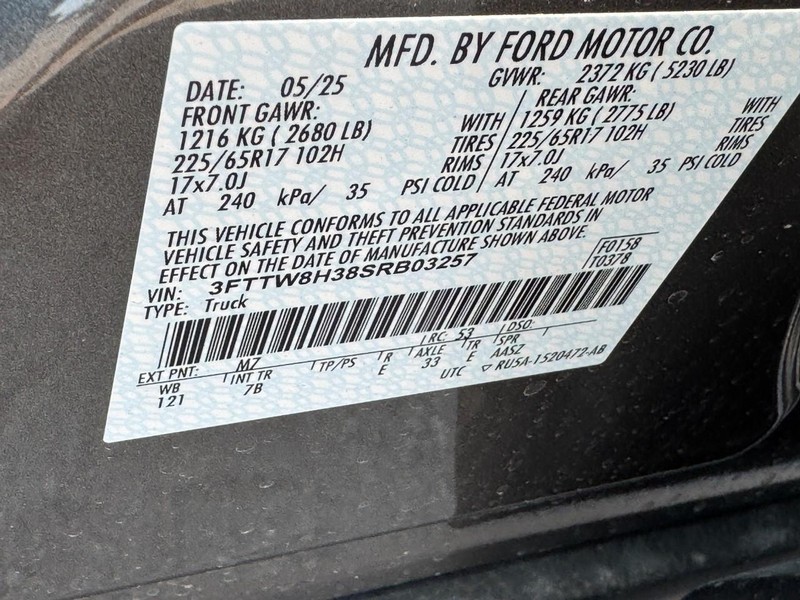 MFD. BY FORD MOTOR CO.
DATE: 05/25 GVWR: 2372 KG ( 5230 LB)
FRONT GAWR: REAR GAWR:
1216 KG ( 2680 LB) WITH 1259 KG ( 2775 LB) WITH
225/65R17 102H TIRES 225/65R17 102H TIRES
17x7.0J RIMS 17x7.0J RIMS
AT 240 kPa/ 35 PSI COLD AT 240 kPa/ 35 PSI COLD
THIS VEHICLE CONFORMS TO ALL APPLICABLE FEDERAL MOTOR
VEHICLE SAFETY AND THEFT PREVENTION STANDARDS IN
EFFECT ON THE DATE OF MANUFACTURE SHOWN ABOVE.
VIN: 3FTTW8H38SRB03257 F0158
TYPE: Truck T0378
EXT PNT: M7 RC: 53 DSO:
WB INT TR TP/PS R AXLE TR SPR
121 7B E 33 E AASZ
UTC ▽ RU5A-1520472-AB